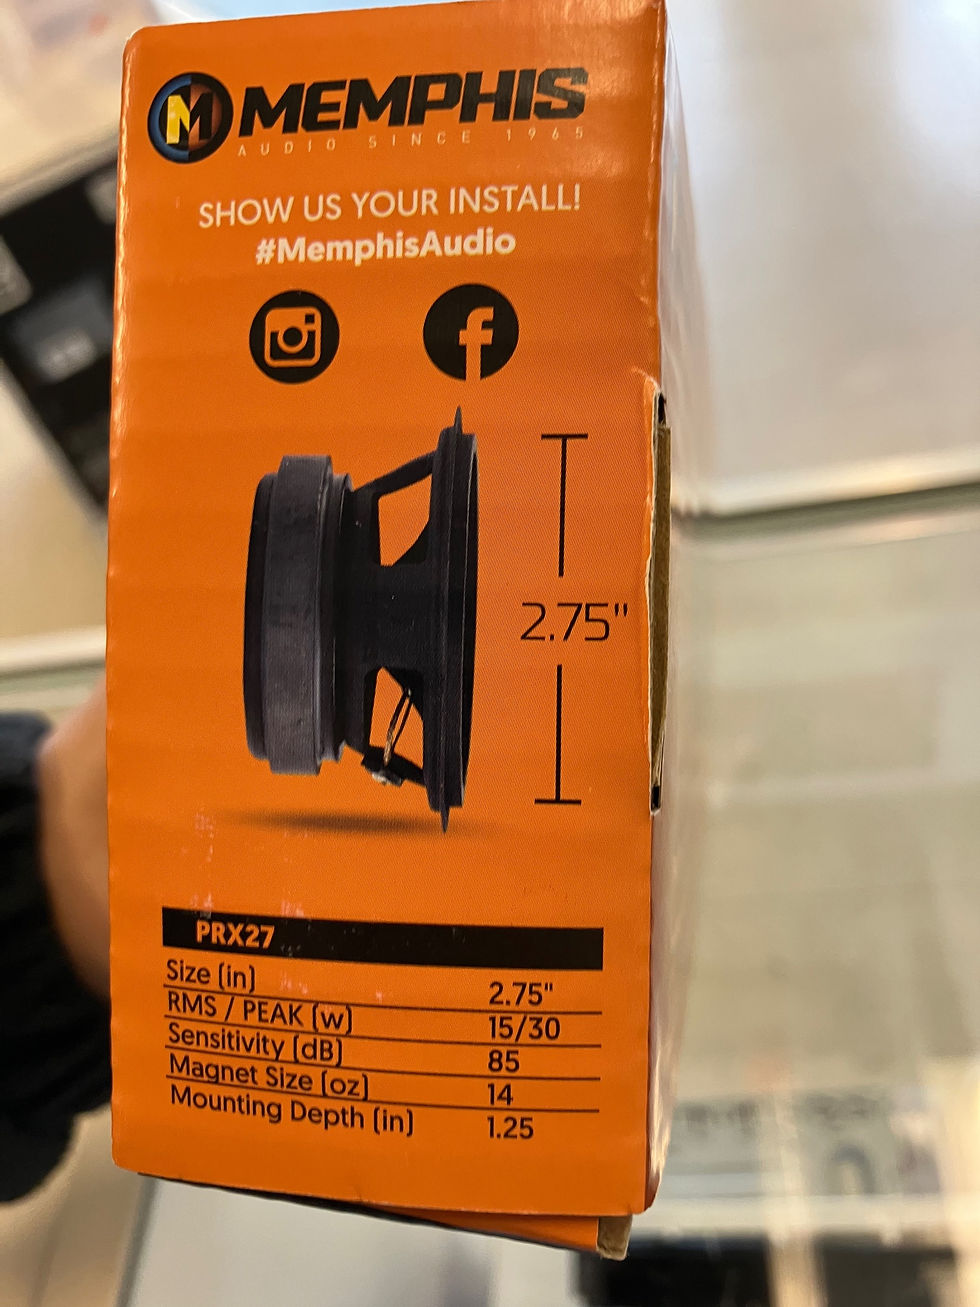 M MEMPHIS
AUDIO SINCE 1965
SHOW US YOUR INSTALL!
#MemphisAudio
2.75"
PRX27
Size (in) 2.75"
RMS / PEAK (w) 15/30
Sensitivity (dB) 85
Magnet Size (oz) 14
Mounting Depth (in) 1.25